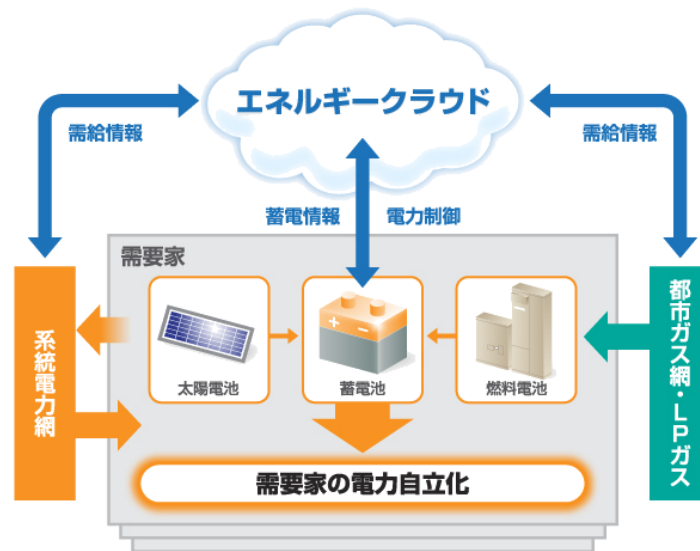 エネルギークラウド
需給情報
需給情報
蓄電情報
電力制御
需要家
系統電力網
太陽電池
蓄電池
燃料電池
都市ガス網・LPガス
需要家の電力自立化